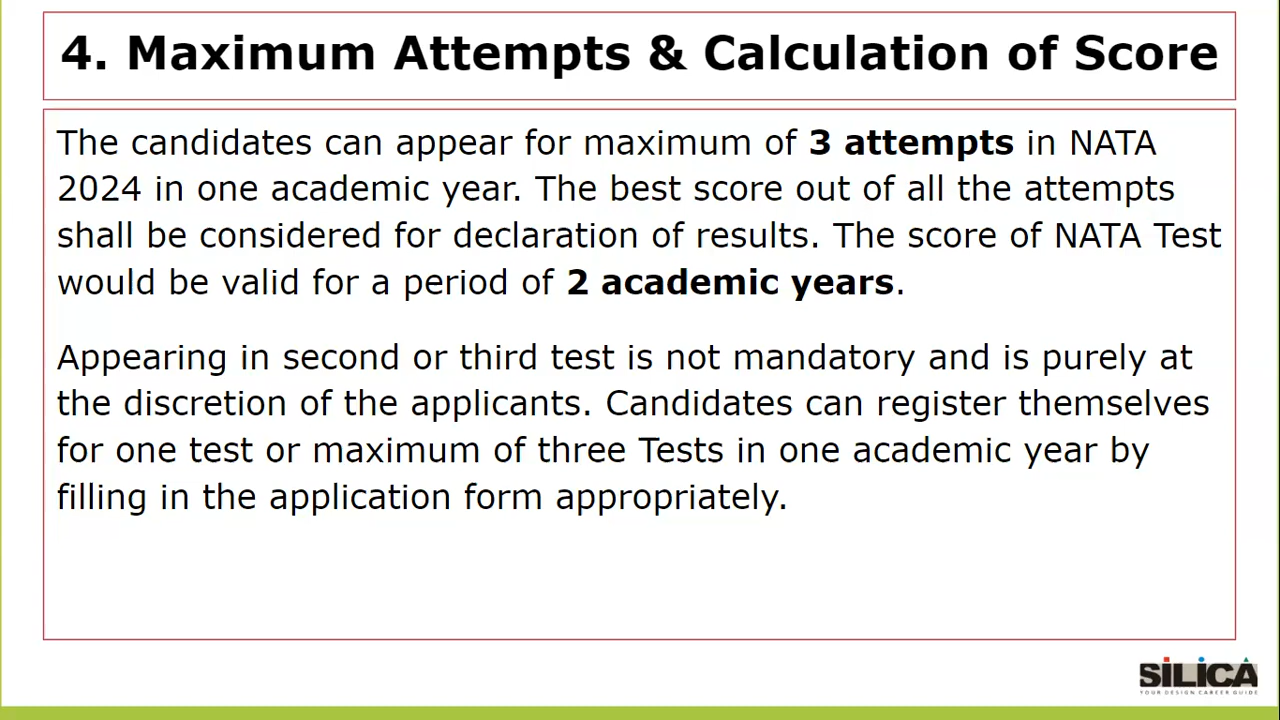 4. Maximum Attempts & Calculation of Score
The candidates can appear for maximum of 3 attempts in NATA
2024 in one academic year. The best score out of all the attempts
shall be considered for declaration of results. The score of NATA Test
would be valid for a period of 2 academic years.
Appearing in second or third test is not mandatory and is purely at
the discretion of the applicants. Candidates can register themselves
for one test or maximum of three Tests in one academic year by
filling in the application form appropriately.
SiLiCA
YOUR DESIGN CAREER GUIDE